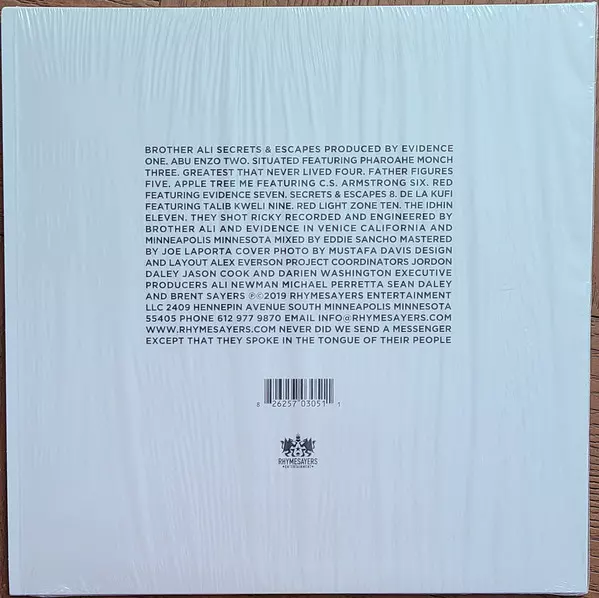 BROTHER ALI SECRETS & ESCAPES PRODUCED BY EVIDENCE
ONE. ABU ENZO TWO. SITUATED FEATURING PHAROAHE MONCH
THREE. GREATEST THAT NEVER LIVED FOUR. FATHER FIGURES
FIVE. APPLE TREE ME FEATURING C.S. ARMSTRONG SIX. RED
FEATURING EVIDENCE SEVEN. SECRETS & ESCAPES 8. DE LA KUFI
FEATURING TALIB KWELI NINE. RED LIGHT ZONE TEN. THE IDHIN
ELEVEN. THEY SHOT RICKY RECORDED AND ENGINEERED BY
BROTHER ALI AND EVIDENCE IN VENICE CALIFORNIA AND
MINNEAPOLIS MINNESOTA MIXED BY EDDIE SANCHO MASTERED
BY JOE LAPORTA COVER PHOTO BY MUSTAFA DAVIS DESIGN
AND LAYOUT ALEX EVERSON PROJECT COORDINATORS JORDON
DALEY JASON COOK AND DARIEN WASHINGTON EXECUTIVE
PRODUCERS ALI NEWMAN MICHAEL PERRETTA SEAN DALEY
AND BRENT SAYERS ℗©2019 RHYMESAYERS ENTERTAINMENT
LLC 2409 HENNEPIN AVENUE SOUTH MINNEAPOLIS MINNESOTA
55405 PHONE 612 977 9870 EMAIL INFO@RHYMESAYERS.COM
WWW.RHYMESAYERS.COM NEVER DID WE SEND A MESSENGER
EXCEPT THAT THEY SPOKE IN THE TONGUE OF THEIR PEOPLE
8 26257 03051 1
RHYMESAYERS
ENTERTAINMENT